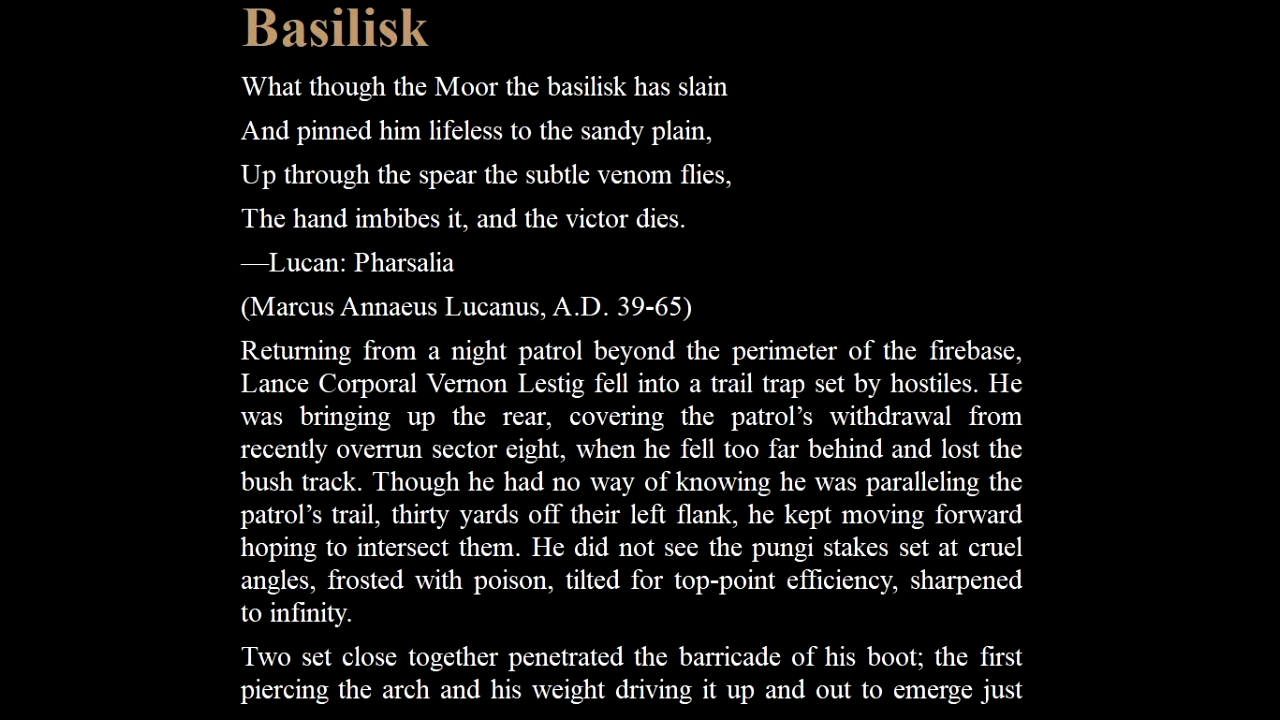 Basilisk
What though the Moor the basilisk has slain
And pinned him lifeless to the sandy plain,
Up through the spear the subtle venom flies,
The hand imbibes it, and the victor dies.
—Lucan: Pharsalia
(Marcus Annaeus Lucanus, A.D. 39-65)
Returning from a night patrol beyond the perimeter of the firebase,
Lance Corporal Vernon Lestig fell into a trail trap set by hostiles. He
was bringing up the rear, covering the patrol’s withdrawal from
recently overrun sector eight, when he fell too far behind and lost the
bush track. Though he had no way of knowing he was paralleling the
patrol’s trail, thirty yards off their left flank, he kept moving forward
hoping to intersect them. He did not see the pungi stakes set at cruel
angles, frosted with poison, tilted for top-point efficiency, sharpened
to infinity.
Two set close together penetrated the barricade of his boot; the first
piercing the arch and his weight driving it up and out to emerge just